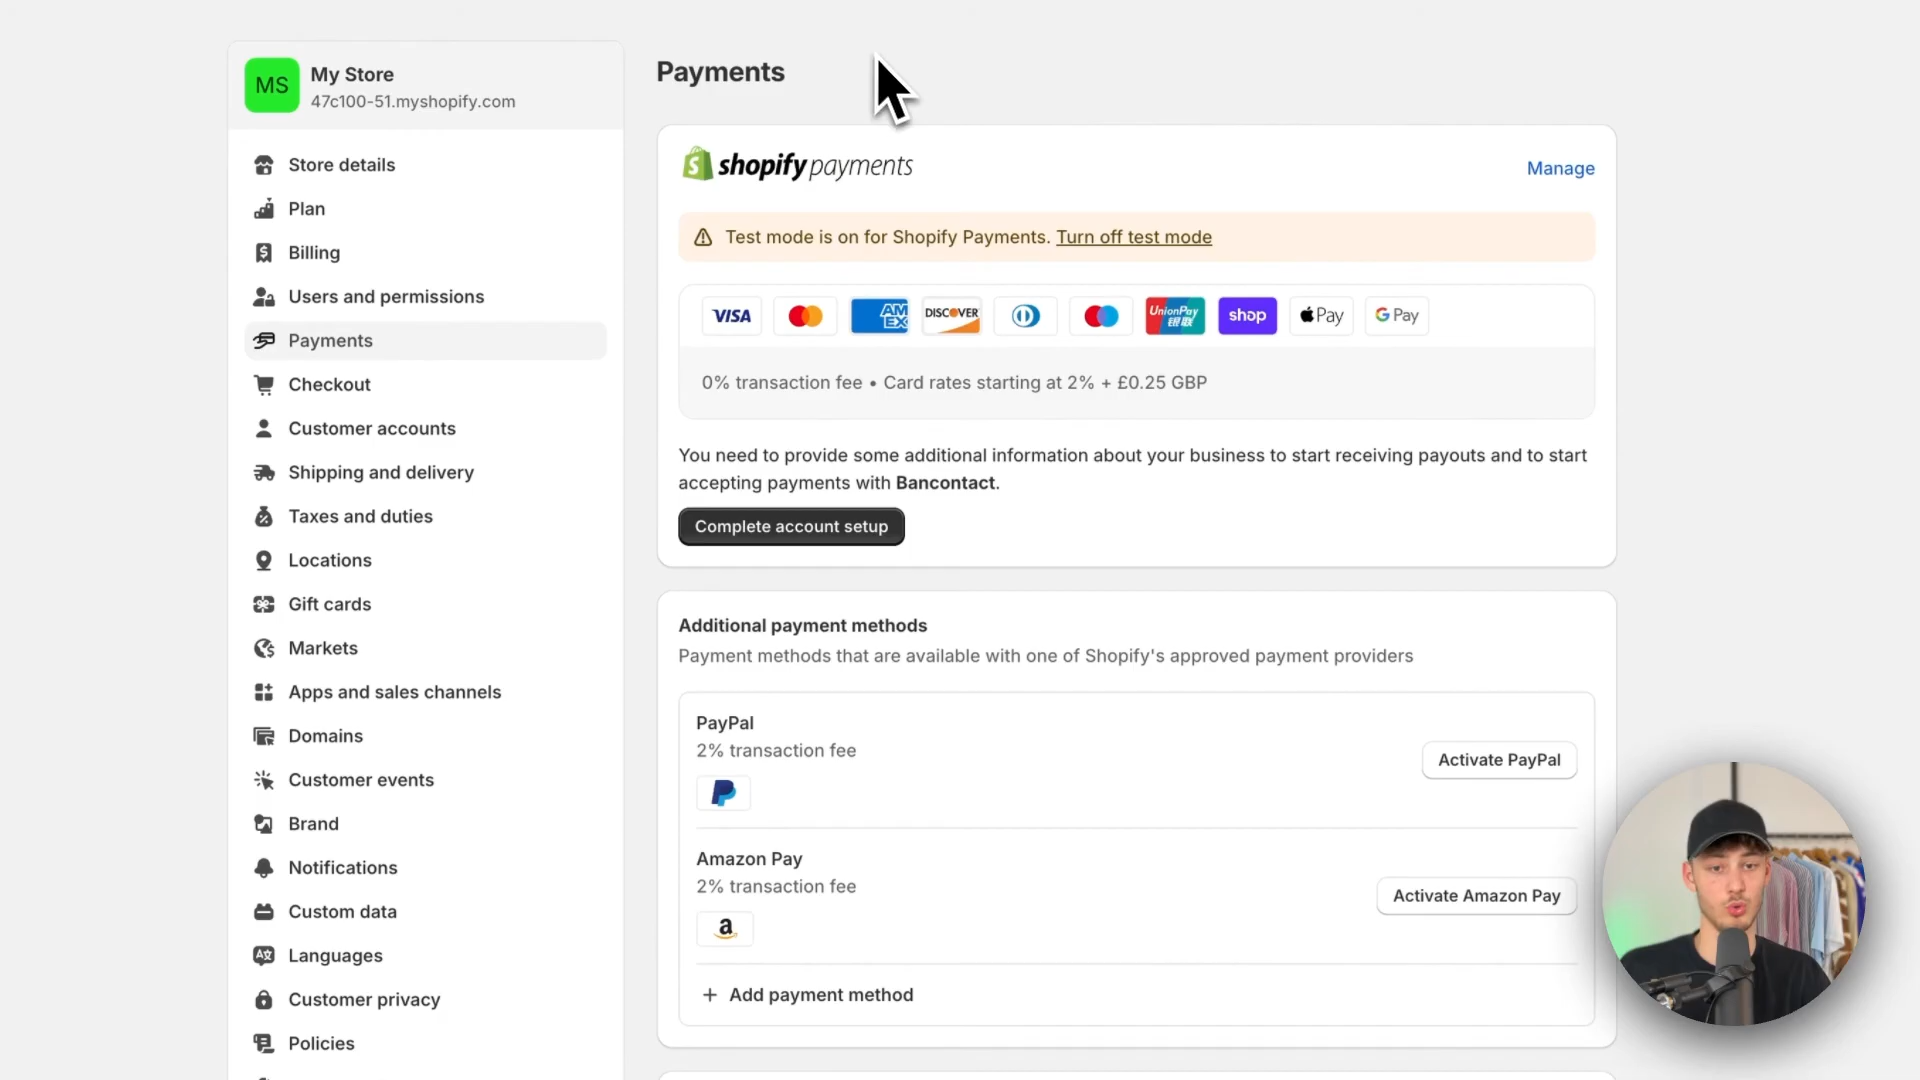 MS
My Store
47c100-51.myshopify.com
Store details
Plan
Billing
Users and permissions
Payments
Checkout
Customer accounts
Shipping and delivery
Taxes and duties
Locations
Gift cards
Markets
Apps and sales channels
Domains
Customer events
Brand
Notifications
Custom data
Languages
Customer privacy
Policies
Payments
shopify payments
Manage
Test mode is on for Shopify Payments. Turn off test mode
VISA
AM EX
DISCOVER
UnionPay 银联
shop
Pay
G Pay
0% transaction fee • Card rates starting at 2% + £0.25 GBP
You need to provide some additional information about your business to start receiving payouts and to start
accepting payments with Bancontact.
Complete account setup
Additional payment methods
Payment methods that are available with one of Shopify's approved payment providers
PayPal
2% transaction fee
Activate PayPal
Amazon Pay
2% transaction fee
Activate Amazon Pay
a
+ Add payment method